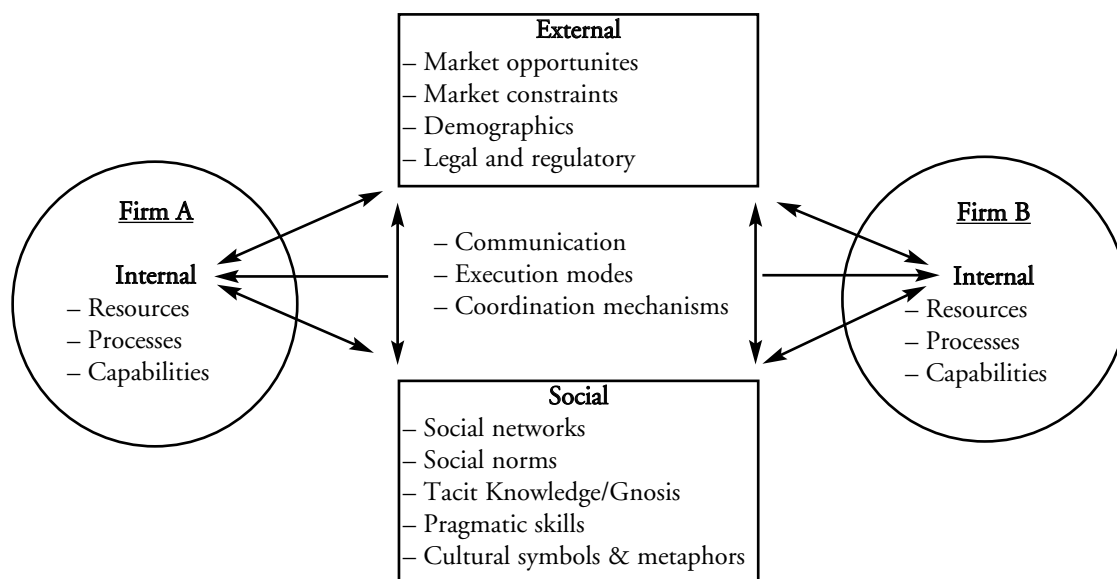 External
– Market opportunites
– Market constraints
– Demographics
– Legal and regulatory
Firm A
Internal
– Resources
– Processes
– Capabilities
– Communication
– Execution modes
– Coordination mechanisms
Firm B
Internal
– Resources
– Processes
– Capabilities
Social
– Social networks
– Social norms
– Tacit Knowledge/Gnosis
– Pragmatic skills
– Cultural symbols & metaphors